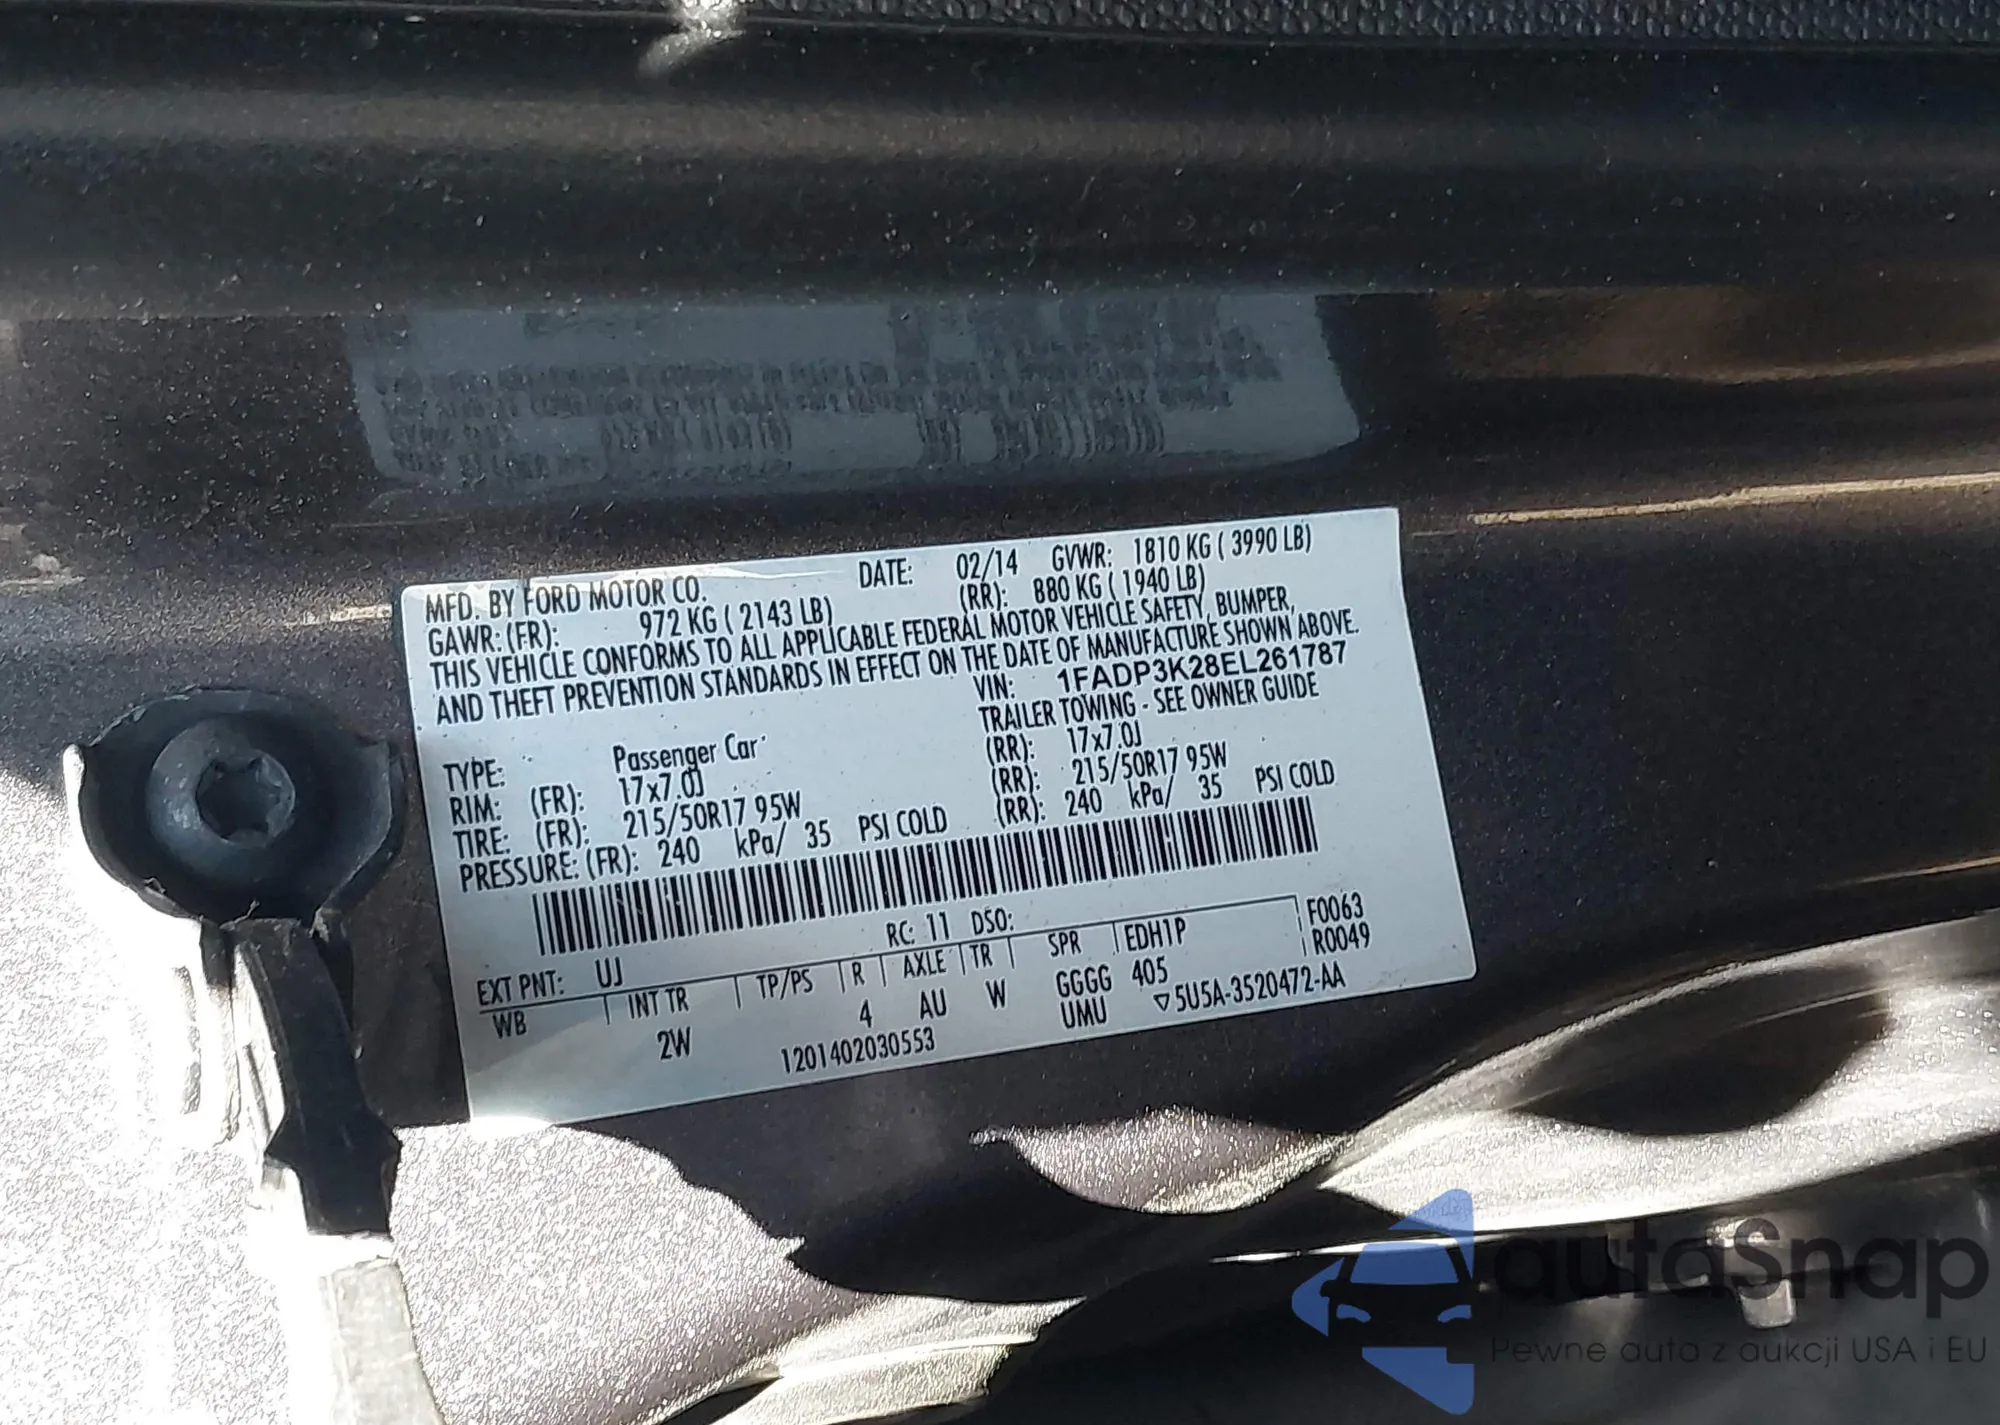 MFD. BY FORD MOTOR CO. DATE: 02/14 GVWR: 1810 KG ( 3990 LB)
GAWR: (FR): 972 KG ( 2143 LB) (RR): 880 KG ( 1940 LB)
THIS VEHICLE CONFORMS TO ALL APPLICABLE FEDERAL MOTOR VEHICLE SAFETY, BUMPER,
AND THEFT PREVENTION STANDARDS IN EFFECT ON THE DATE OF MANUFACTURE SHOWN ABOVE.
VIN: 1FADP3K28EL261787
TYPE: Passenger Car TRAILER TOWING - SEE OWNER GUIDE
RIM: (FR): 17x7.0J (RR): 17x7.0J
TIRE: (FR): 215/50R17 95W (RR): 215/50R17 95W
PRESSURE: (FR): 240 kPa/ 35 PSI COLD (RR): 240 kPa/ 35 PSI COLD
EXT PNT: UJ RC: 11 DSO: F0063
WB INT TR TP/PS R AXLE TR SPR EDH1P R0049
2W 4 AU W GGGG 405
1201402030553 UMU ▽5U5A-3520472-AA
autaSnap
Pewne auta z aukcji USA i EU